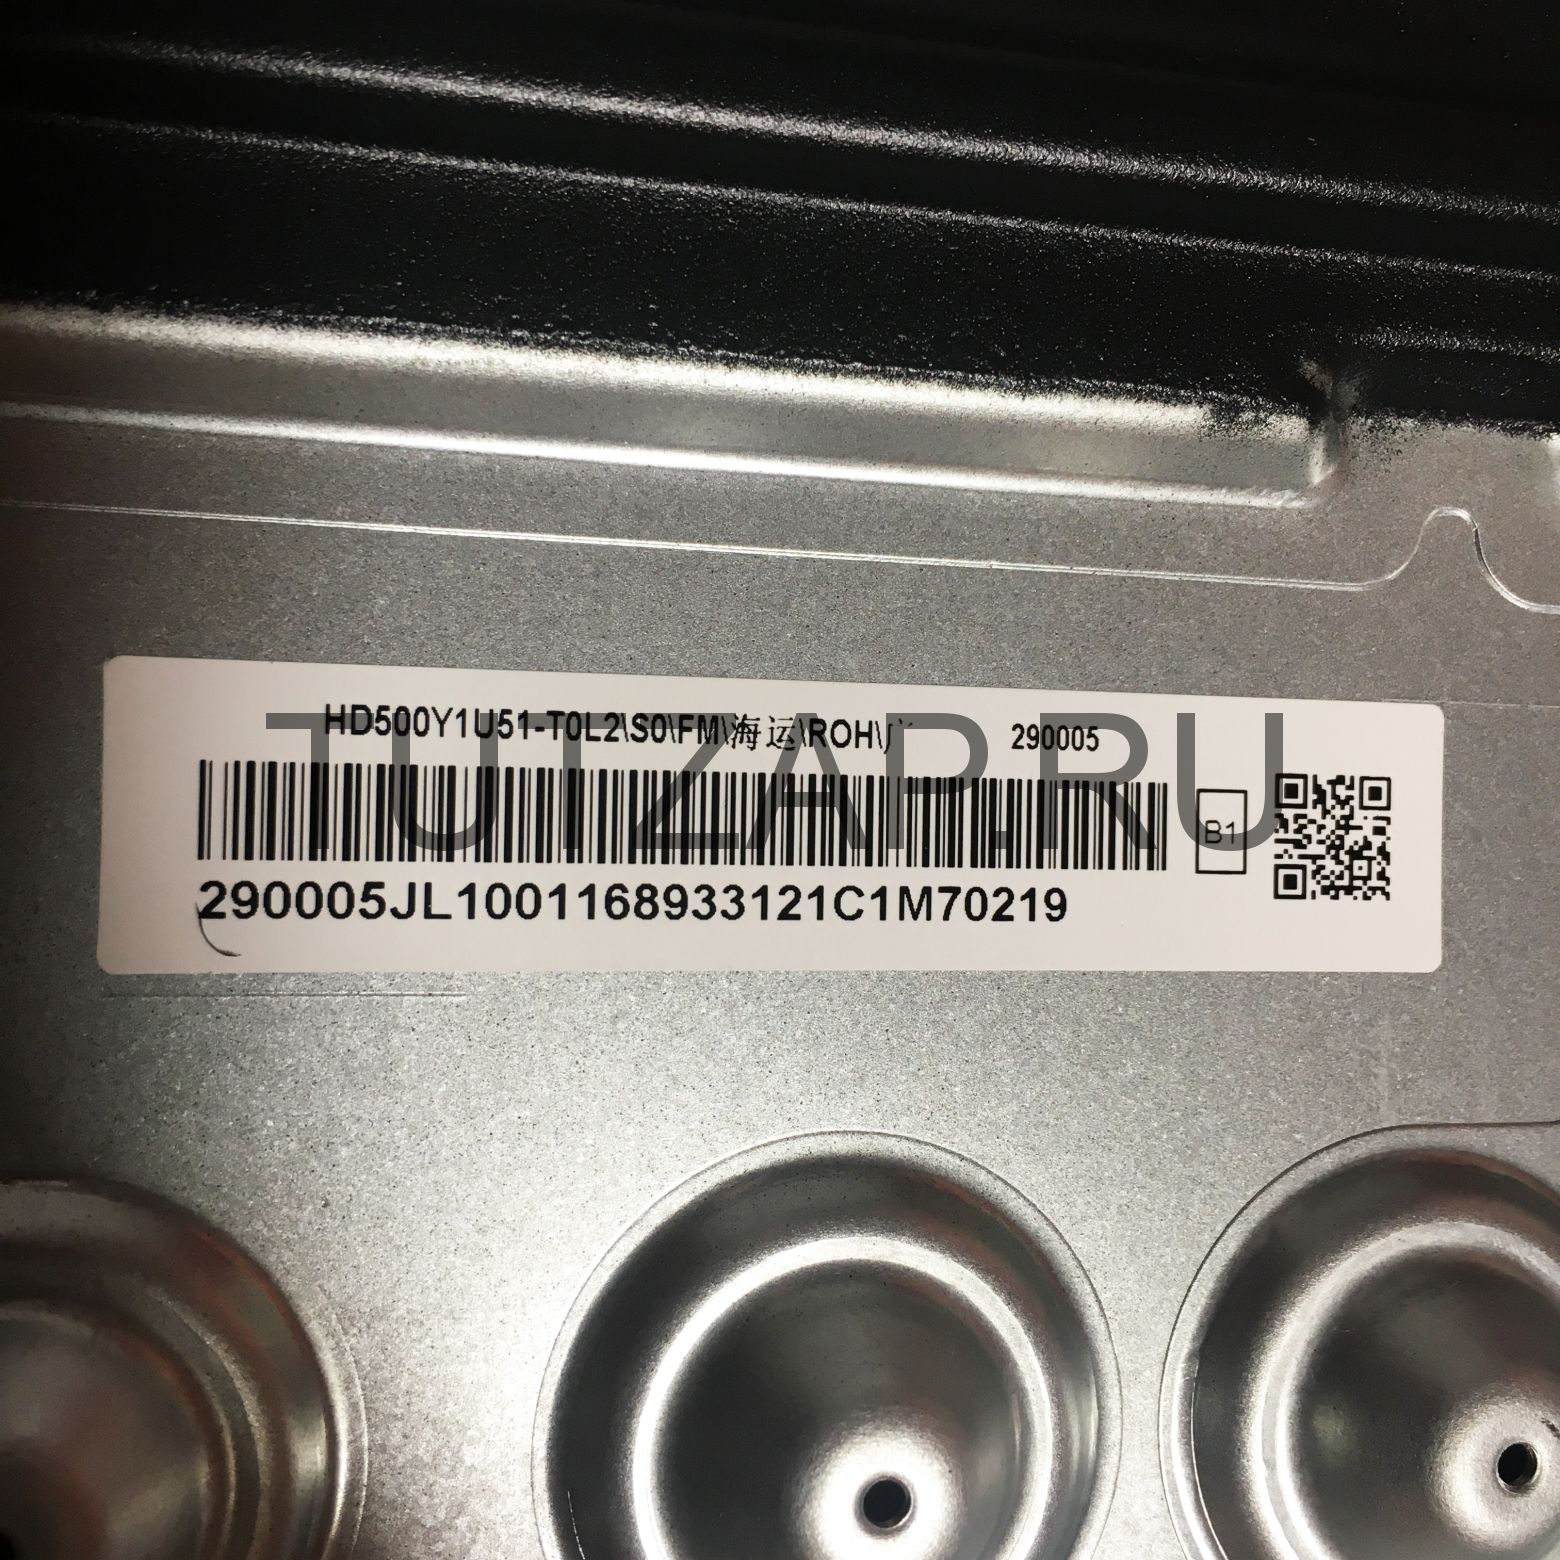 HD500Y1U51-T0L2\S0\FM\海运\ROH\ 290005
B1
290005JL1001168933121C1M70219
TUTZAP.RU